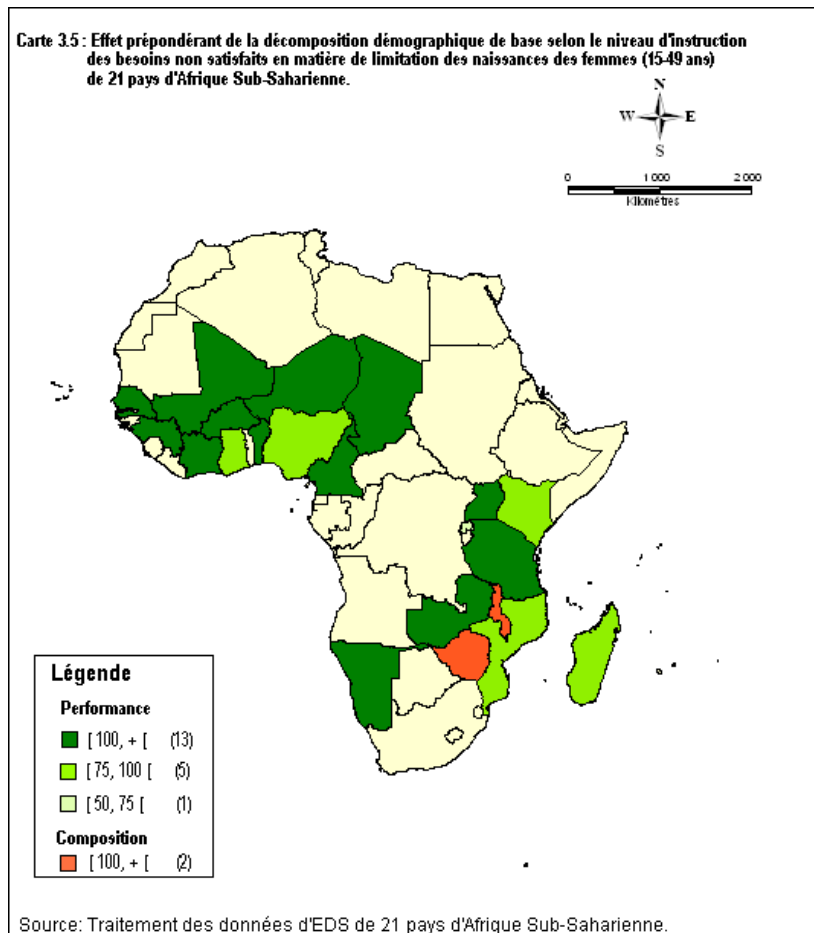 Carte 3.5 : Effet prépondérant de la décomposition démographique de base selon le niveau d'instruction
des besoins non satisfaits en matière de limitation des naissances des femmes (15-49 ans)
de 21 pays d'Afrique Sub-Saharienne.
N
W E
S
0 1 000 2 000
Kilométres
Légende
Performance
[ 100, + [ (13)
[ 75, 100 [ (5)
[ 50, 75 [ (1)
Composition
[ 100, + [ (2)
Source: Traitement des données d'EDS de 21 pays d'Afrique Sub-Saharienne.